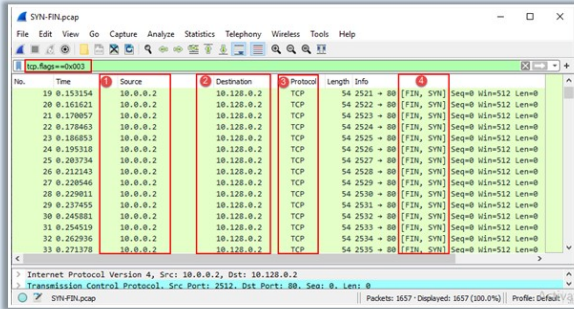 SYN-FIN.pcap
File Edit View Go Capture Analyze Statistics Telephony Wireless Tools Help
tcp.flags==0x003
No. Time 1 Source 2 Destination 3 Protocol Length Info 4
19 0.153154 10.0.0.2 10.128.0.2 TCP 54 2521 → 80 [FIN, SYN] Seq=0 Win=512 Len=0
20 0.161621 10.0.0.2 10.128.0.2 TCP 54 2522 → 80 [FIN, SYN] Seq=0 Win=512 Len=0
21 0.170057 10.0.0.2 10.128.0.2 TCP 54 2523 → 80 [FIN, SYN] Seq=0 Win=512 Len=0
22 0.178463 10.0.0.2 10.128.0.2 TCP 54 2524 → 80 [FIN, SYN] Seq=0 Win=512 Len=0
23 0.186853 10.0.0.2 10.128.0.2 TCP 54 2525 → 80 [FIN, SYN] Seq=0 Win=512 Len=0
24 0.195318 10.0.0.2 10.128.0.2 TCP 54 2526 → 80 [FIN, SYN] Seq=0 Win=512 Len=0
25 0.203734 10.0.0.2 10.128.0.2 TCP 54 2527 → 80 [FIN, SYN] Seq=0 Win=512 Len=0
26 0.212143 10.0.0.2 10.128.0.2 TCP 54 2528 → 80 [FIN, SYN] Seq=0 Win=512 Len=0
27 0.220546 10.0.0.2 10.128.0.2 TCP 54 2529 → 80 [FIN, SYN] Seq=0 Win=512 Len=0
28 0.229011 10.0.0.2 10.128.0.2 TCP 54 2530 → 80 [FIN, SYN] Seq=0 Win=512 Len=0
29 0.237455 10.0.0.2 10.128.0.2 TCP 54 2531 → 80 [FIN, SYN] Seq=0 Win=512 Len=0
30 0.245881 10.0.0.2 10.128.0.2 TCP 54 2532 → 80 [FIN, SYN] Seq=0 Win=512 Len=0
31 0.254519 10.0.0.2 10.128.0.2 TCP 54 2533 → 80 [FIN, SYN] Seq=0 Win=512 Len=0
32 0.262936 10.0.0.2 10.128.0.2 TCP 54 2534 → 80 [FIN, SYN] Seq=0 Win=512 Len=0
33 0.271378 10.0.0.2 10.128.0.2 TCP 54 2535 → 80 [FIN, SYN] Seq=0 Win=512 Len=0
Internet Protocol Version 4, Src: 10.0.0.2, Dst: 10.128.0.2
Transmission Control Protocol, Src Port: 2512, Dst Port: 80, Seq: 0, Len: 0
SYN-FIN.pcap Packets: 1657 · Displayed: 1657 (100.0%) Profile: Default